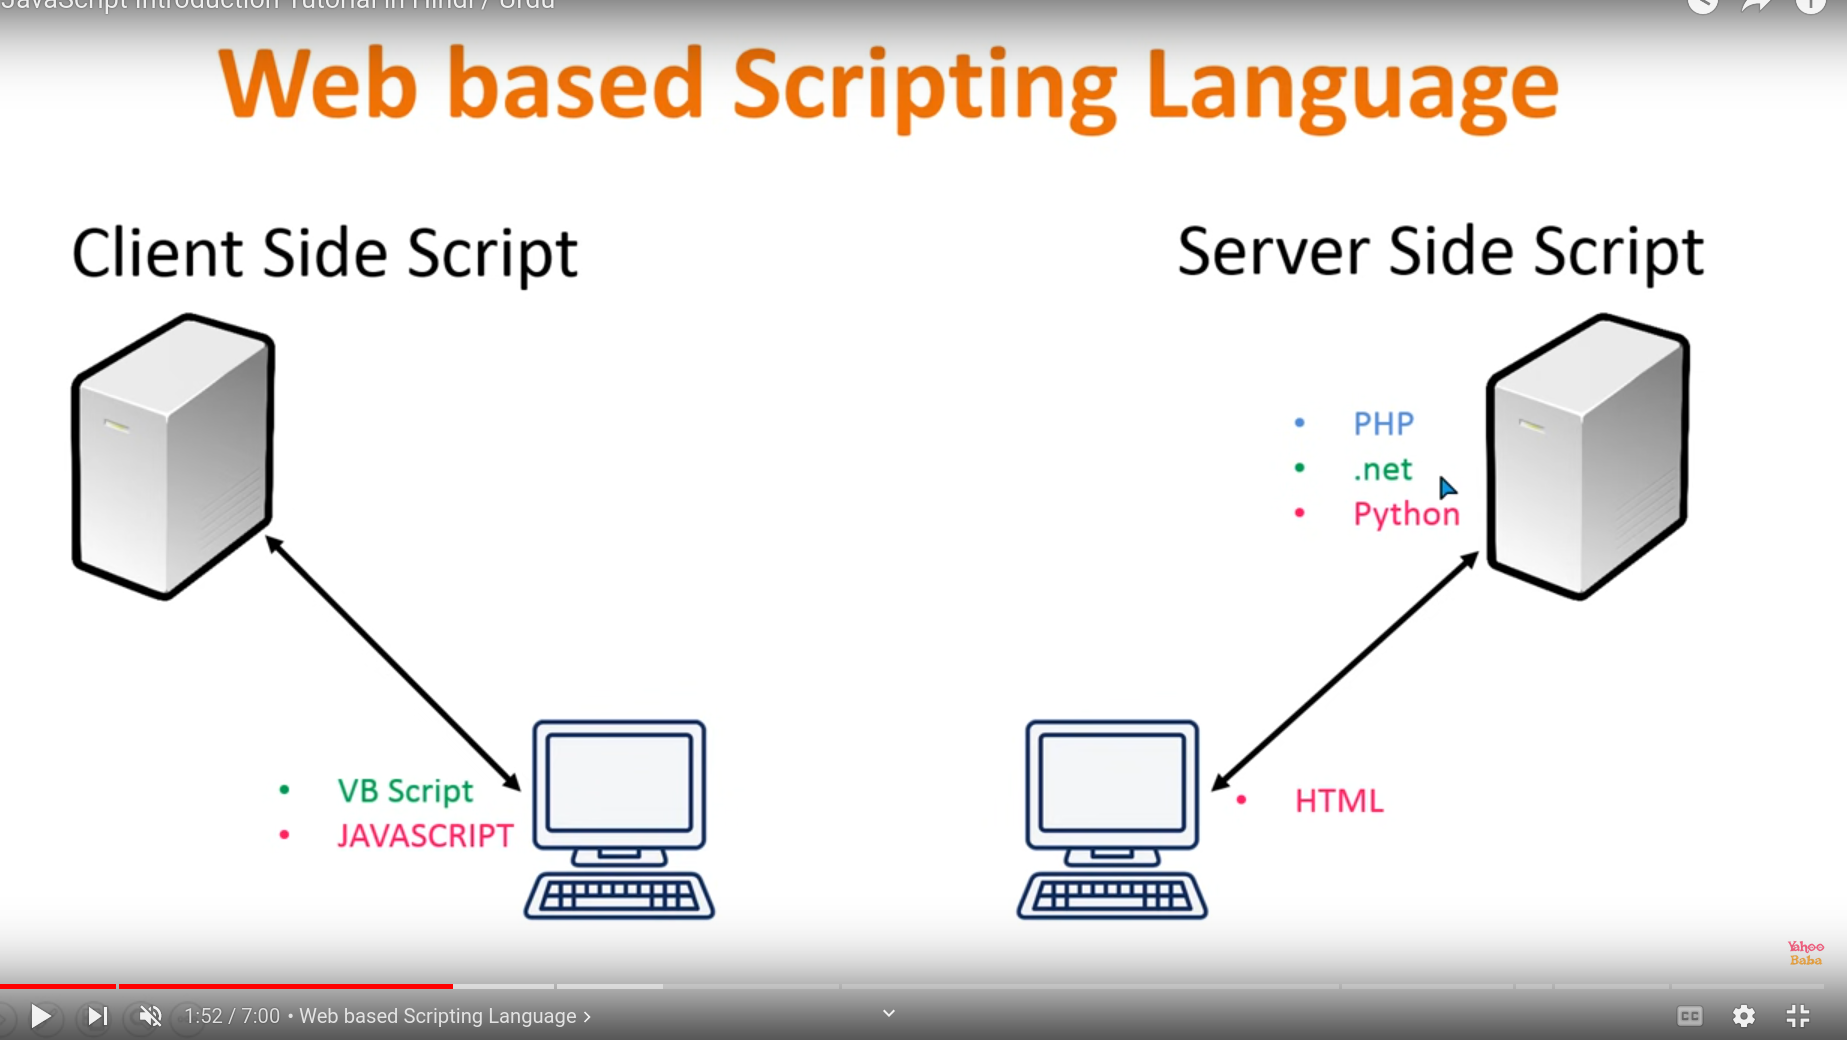 JavaScript Introduction Tutorial in Hindi / Urdu
Web based Scripting Language
Client Side Script
Server Side Script
• PHP
• .net
• Python
• VB Script
• JAVASCRIPT
• HTML
Yahoo
Baba
1:52 / 7:00 • Web based Scripting Language >
CC